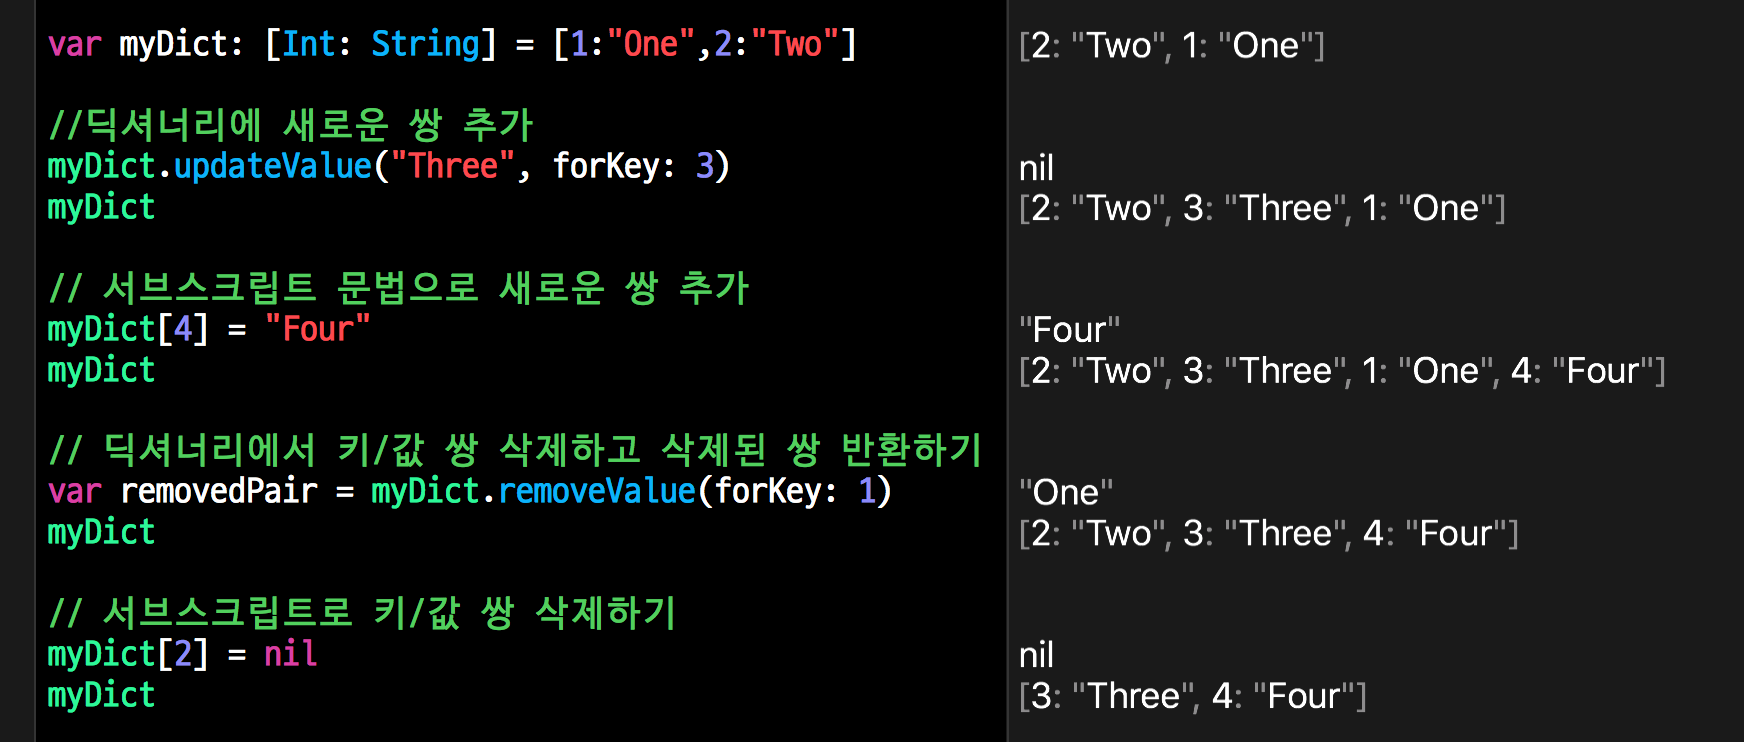 var myDict: [Int: String] = [1:"One",2:"Two"]
[2: "Two", 1: "One"]
//딕셔너리에 새로운 쌍 추가
myDict.updateValue("Three", forKey: 3)
nil
myDict
[2: "Two", 3: "Three", 1: "One"]
// 서브스크립트 문법으로 새로운 쌍 추가
myDict[4] = "Four"
"Four"
myDict
[2: "Two", 3: "Three", 1: "One", 4: "Four"]
// 딕셔너리에서 키/값 쌍 삭제하고 삭제된 쌍 반환하기
var removedPair = myDict.removeValue(forKey: 1)
"One"
myDict
[2: "Two", 3: "Three", 4: "Four"]
// 서브스크립트로 키/값 쌍 삭제하기
myDict[2] = nil
nil
myDict
[3: "Three", 4: "Four"]